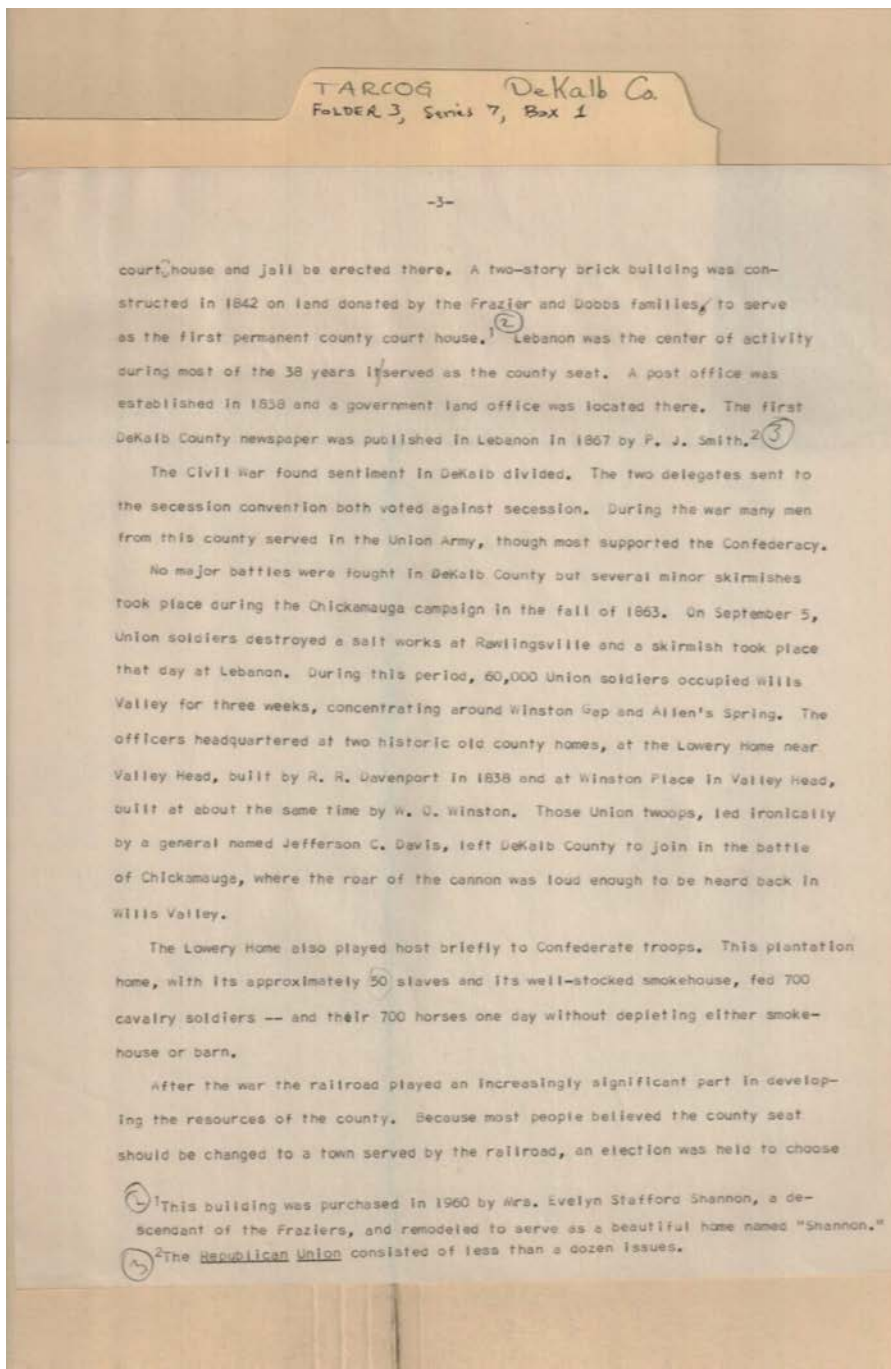 TARCOG DeKalb Co.
FOLDER 3, Series 7, Box 1
-3-
court house and jail be erected there. A two-story brick building was con-
structed in 1842 on land donated by the Frazier and Dobbs families, to serve
as the first permanent county court house.1 (2) Lebanon was the center of activity
during most of the 38 years it served as the county seat. A post office was
established in 1838 and a government land office was located there. The first
DeKalb County newspaper was published in Lebanon in 1867 by P. J. Smith.2 (3)
The Civil War found sentiment in DeKalb divided. The two delegates sent to
the secession convention both voted against secession. During the war many men
from this county served in the Union Army, though most supported the Confederacy.
No major battles were fought in DeKalb County but several minor skirmishes
took place during the Chickamauga campaign in the fall of 1863. On September 5,
Union soldiers destroyed a salt works at Rawlingsville and a skirmish took place
that day at Lebanon. During this period, 60,000 Union soldiers occupied Wills
Valley for three weeks, concentrating around Winston Gap and Allen's Spring. The
officers headquartered at two historic old county homes, at the Lowery Home near
Valley Head, built by R. R. Davenport in 1838 and at Winston Place in Valley Head,
built at about the same time by W. O. Winston. Those Union twoops, led ironically
by a general named Jefferson C. Davis, left DeKalb County to join in the battle
of Chickamauga, where the roar of the cannon was loud enough to be heard back in
Wills Valley.
The Lowery Home also played host briefly to Confederate troops. This plantation
home, with its approximately 50 slaves and its well-stocked smokehouse, fed 700
cavalry soldiers -- and their 700 horses one day without depleting either smoke-
house or barn.
After the war the railroad played an increasingly significant part in develop-
ing the resources of the county. Because most people believed the county seat
should be changed to a town served by the railroad, an election was held to choose
(2) 1This building was purchased in 1960 by Mrs. Evelyn Stafford Shannon, a de-
scendant of the Fraziers, and remodeled to serve as a beautiful home named "Shannon."
(3) 2The Republican Union consisted of less than a dozen issues.